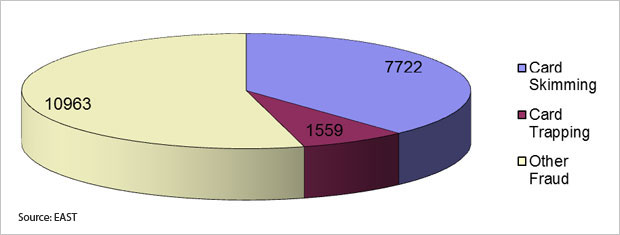 7722
10963
1559
Card
Skimming
Card
Trapping
Other
Fraud
Source: EAST